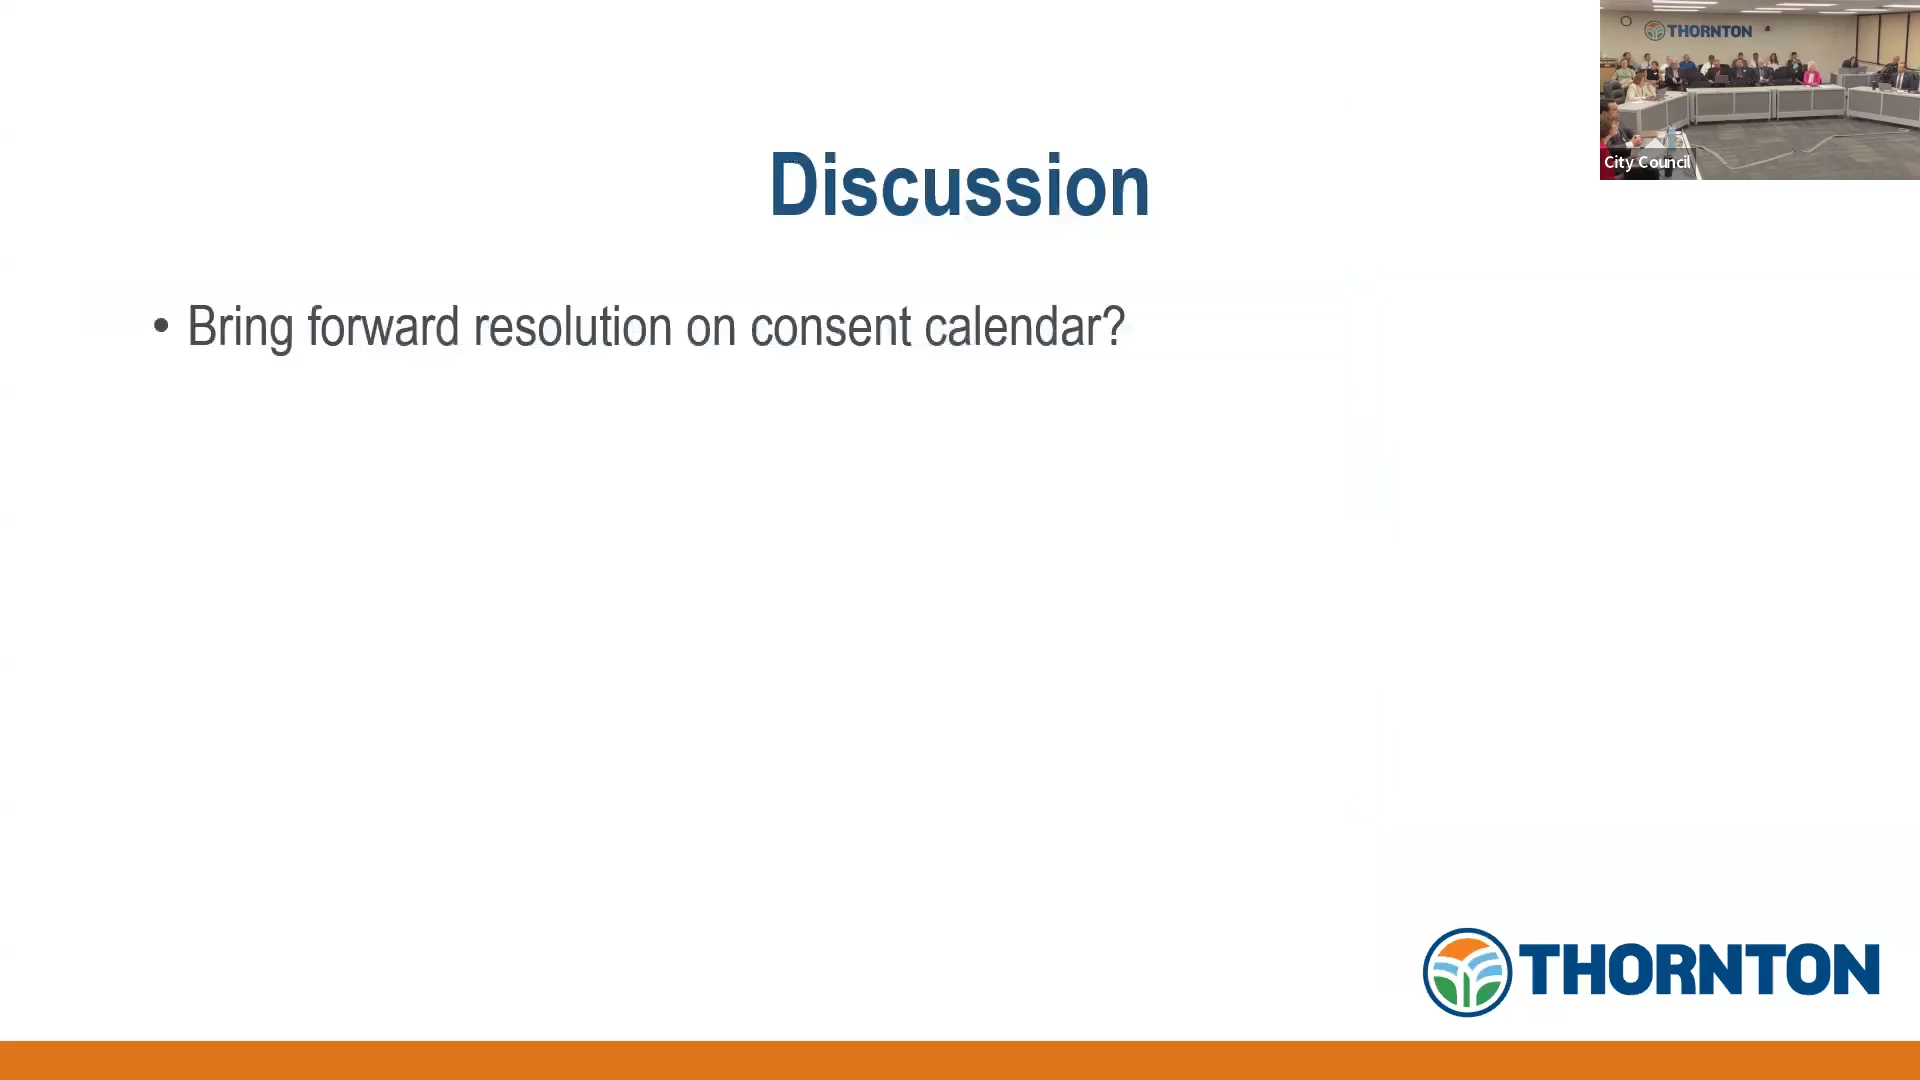 THORNTON
City Council
Discussion
• Bring forward resolution on consent calendar?
THORNTON